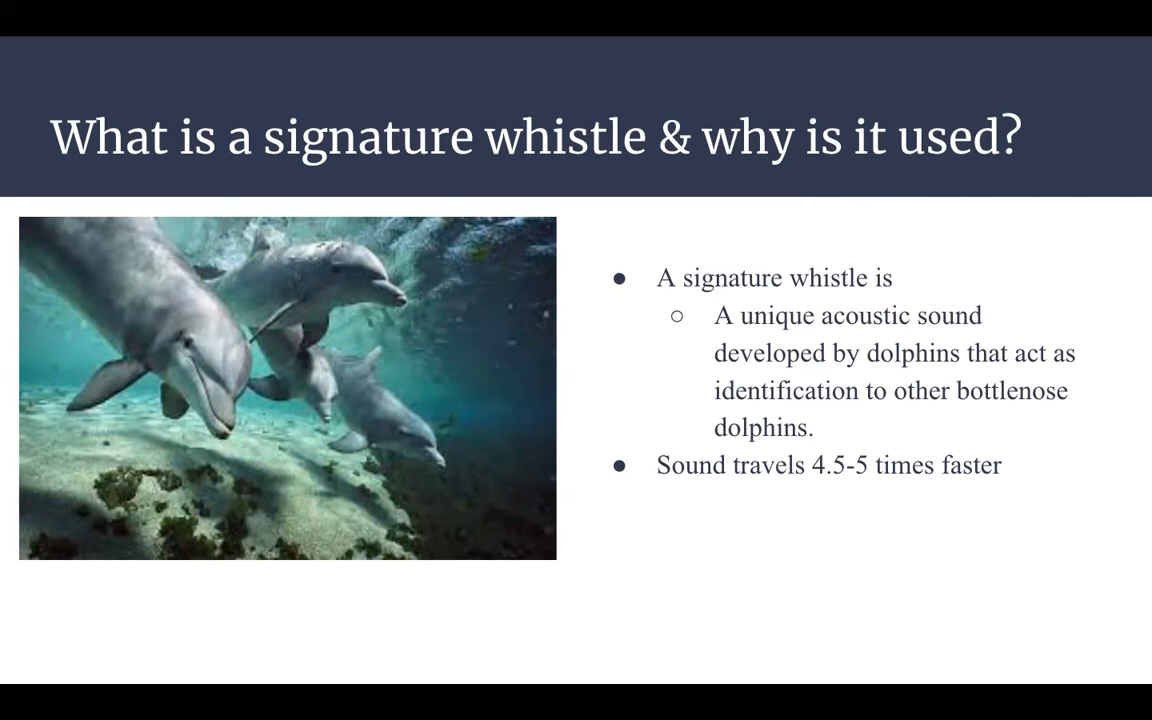 What is a signature whistle & why is it used?
● A signature whistle is
○ A unique acoustic sound
developed by dolphins that act as
identification to other bottlenose
dolphins.
● Sound travels 4.5-5 times faster